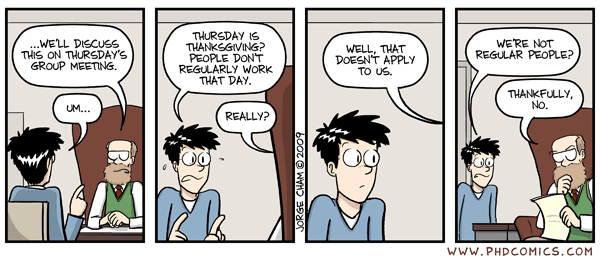 ...WE'LL DISCUSS
THIS ON THURSDAY'S
GROUP MEETING.
UM...
THURSDAY IS
THANKSGIVING?
PEOPLE DON'T
REGULARLY WORK
THAT DAY.
REALLY?
JORGE CHAM © 2009
WELL, THAT
DOESN'T APPLY
TO US.
WE'RE NOT
REGULAR PEOPLE?
THANKFULLY,
NO.
WWW.PHDCOMICS.COM